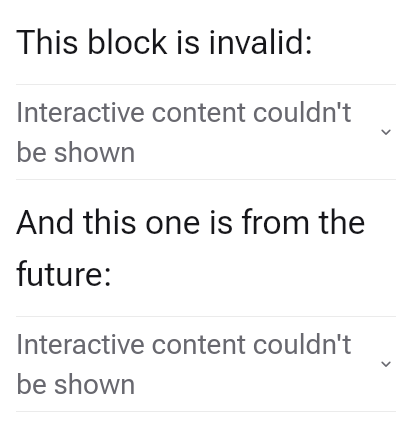 This block is invalid:
Interactive content couldn't
be shown
And this one is from the
future:
Interactive content couldn't
be shown